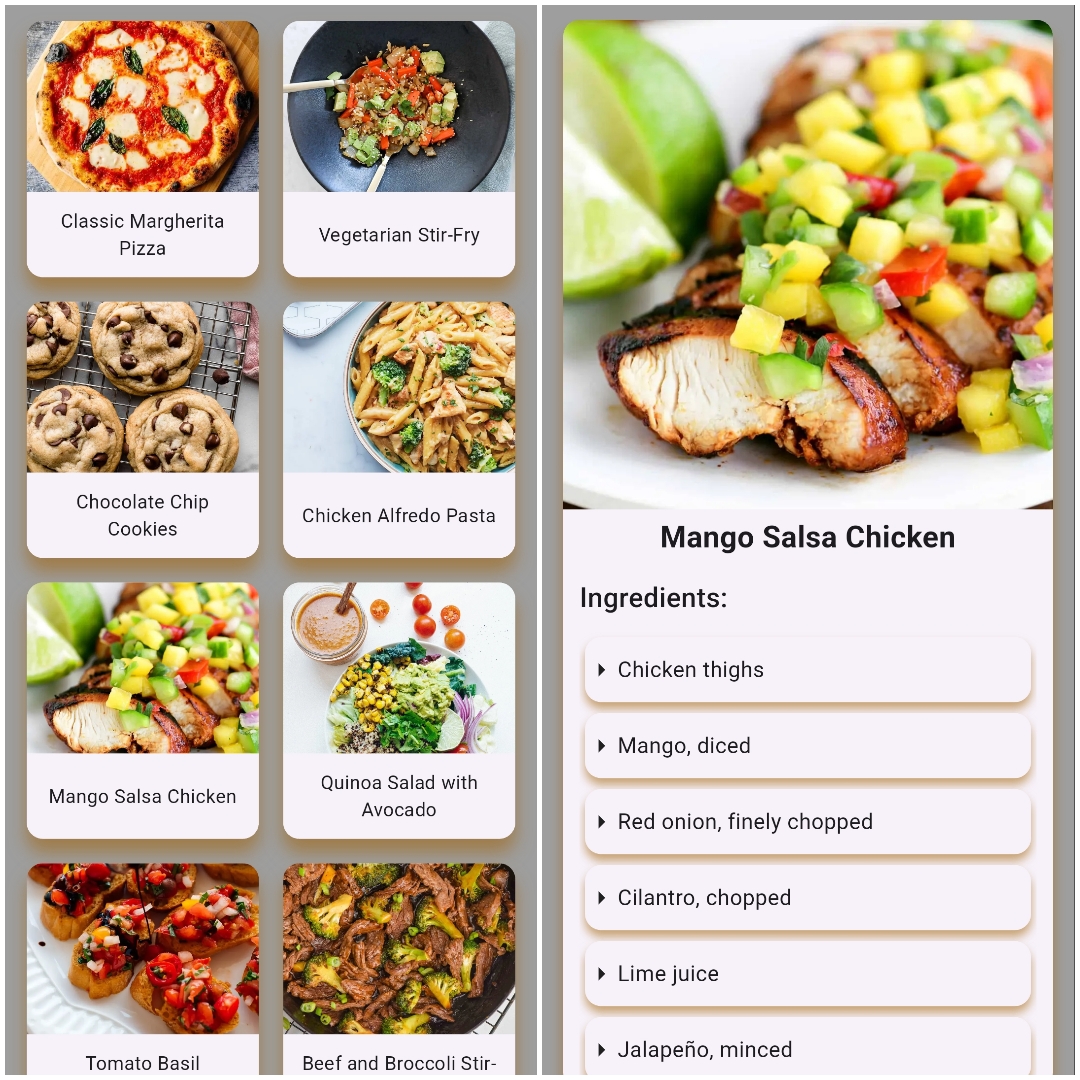 Classic Margherita
Pizza
Vegetarian Stir-Fry
Chocolate Chip
Cookies
Chicken Alfredo Pasta
Mango Salsa Chicken
Quinoa Salad with
Avocado
Tomato Basil
Beef and Broccoli Stir-
Mango Salsa Chicken
Ingredients:
Chicken thighs
Mango, diced
Red onion, finely chopped
Cilantro, chopped
Lime juice
Jalapeño, minced